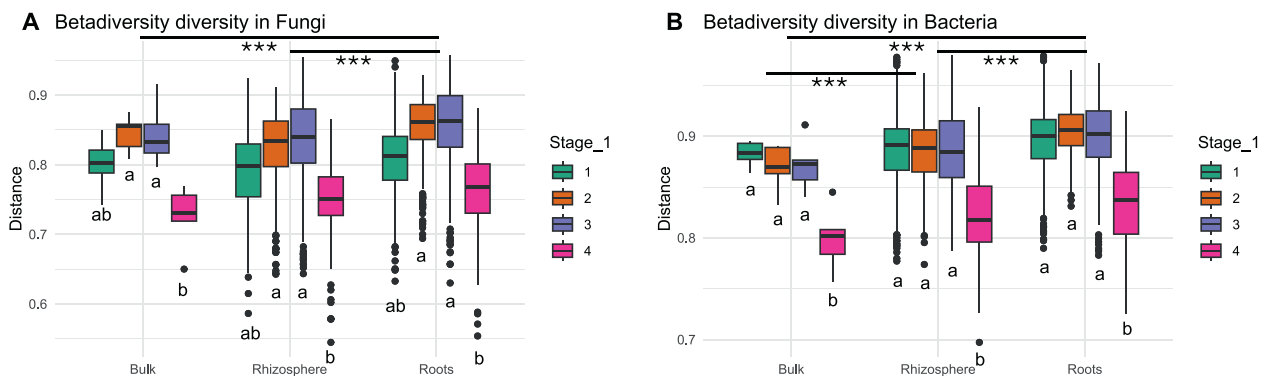 A Betadiversity diversity in Fungi
***
***
Distance
0.9
0.8
0.7
0.6
ab
a
a
b
ab
a
a
b
ab
a
a
b
Bulk
Rhizosphere
Roots
Stage_1
1
2
3
4
B Betadiversity diversity in Bacteria
***
***
***
Distance
0.9
0.8
0.7
a
a
a
b
a
a
a
b
a
a
a
b
Bulk
Rhizosphere
Roots
Stage_1
1
2
3
4